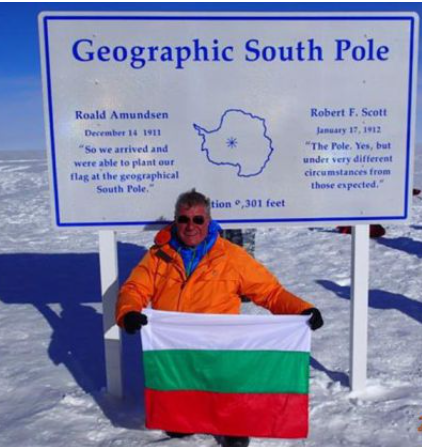 Geographic South Pole
Roald Amundsen
December 14 1911
"So we arrived and
were able to plant our
flag at the geographical
South Pole."
Robert F. Scott
January 17, 1912
"The Pole. Yes, but
under very different
circumstances from
those expected."
,301 feet